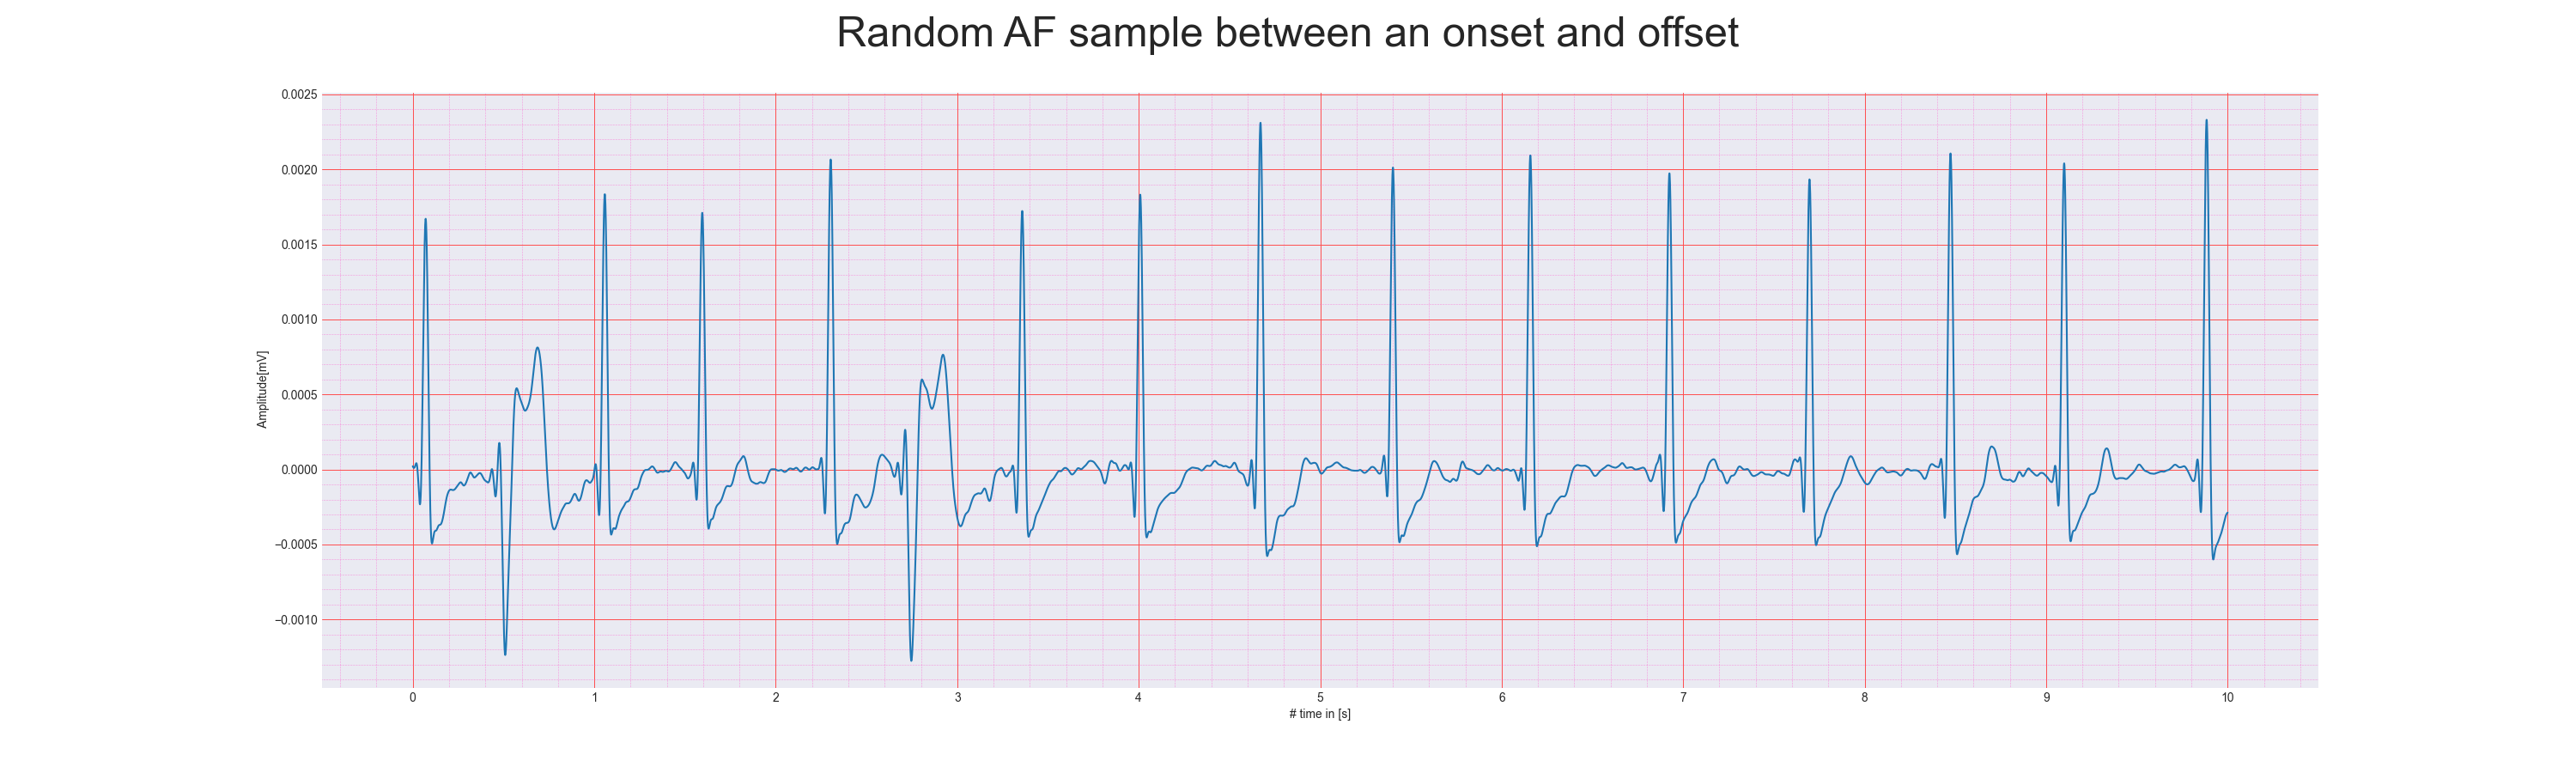 Random AF sample between an onset and offset
0.0025
0.0020
0.0015
0.0010
0.0005
0.0000
−0.0005
−0.0010
Amplitude[mV]
0 1 2 3 4 5 6 7 8 9 10
# time in [s]